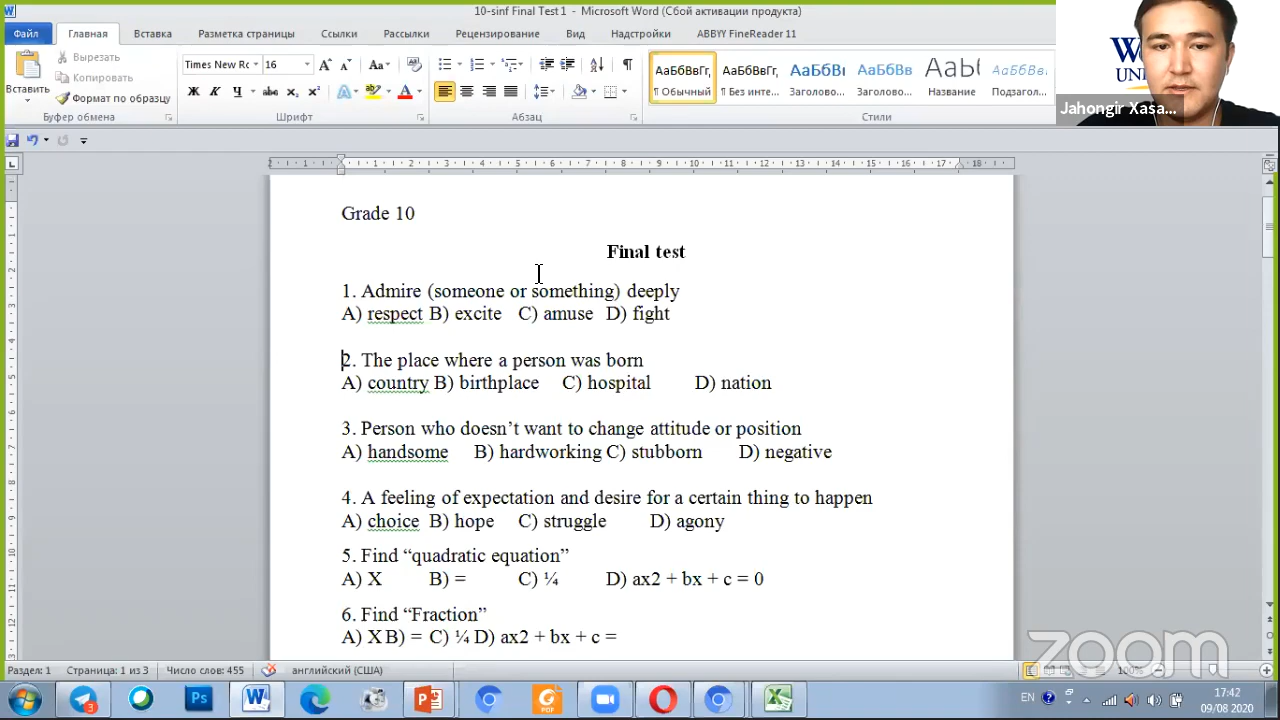 10-sinf Final Test 1 - Microsoft Word (Сбой активации продукта)
Файл Главная Вставка Разметка страницы Ссылки Рассылки Рецензирование Вид Надстройки ABBYY FineReader 11
Вставить
Вырезать
Копировать
Формат по образцу
Буфер обмена
Times New Ro 16
Ж К Ч abc
Шрифт
Абзац
АаБбВвГг, АаБбВвГг, АаБбВі АаБбВв АаБb АаБбВвГ
¶ Обычный ¶ Без инте... Заголово... Заголово... Название Подзагол...
Стили
Jahongir Xasa...
Grade 10
Final test
1. Admire (someone or something) deeply
A) respect B) excite C) amuse D) fight
2. The place where a person was born
A) country B) birthplace C) hospital D) nation
3. Person who doesn’t want to change attitude or position
A) handsome B) hardworking C) stubborn D) negative
4. A feeling of expectation and desire for a certain thing to happen
A) choice B) hope C) struggle D) agony
5. Find “quadratic equation”
A) X B) = C) ¼ D) ax2 + bx + c = 0
6. Find “Fraction”
A) X B) = C) ¼ D) ax2 + bx + c =
zoom
Раздел: 1 Страница: 1 из 3 Число слов: 455 английский (США) 100%
EN 17:42
09/08 2020